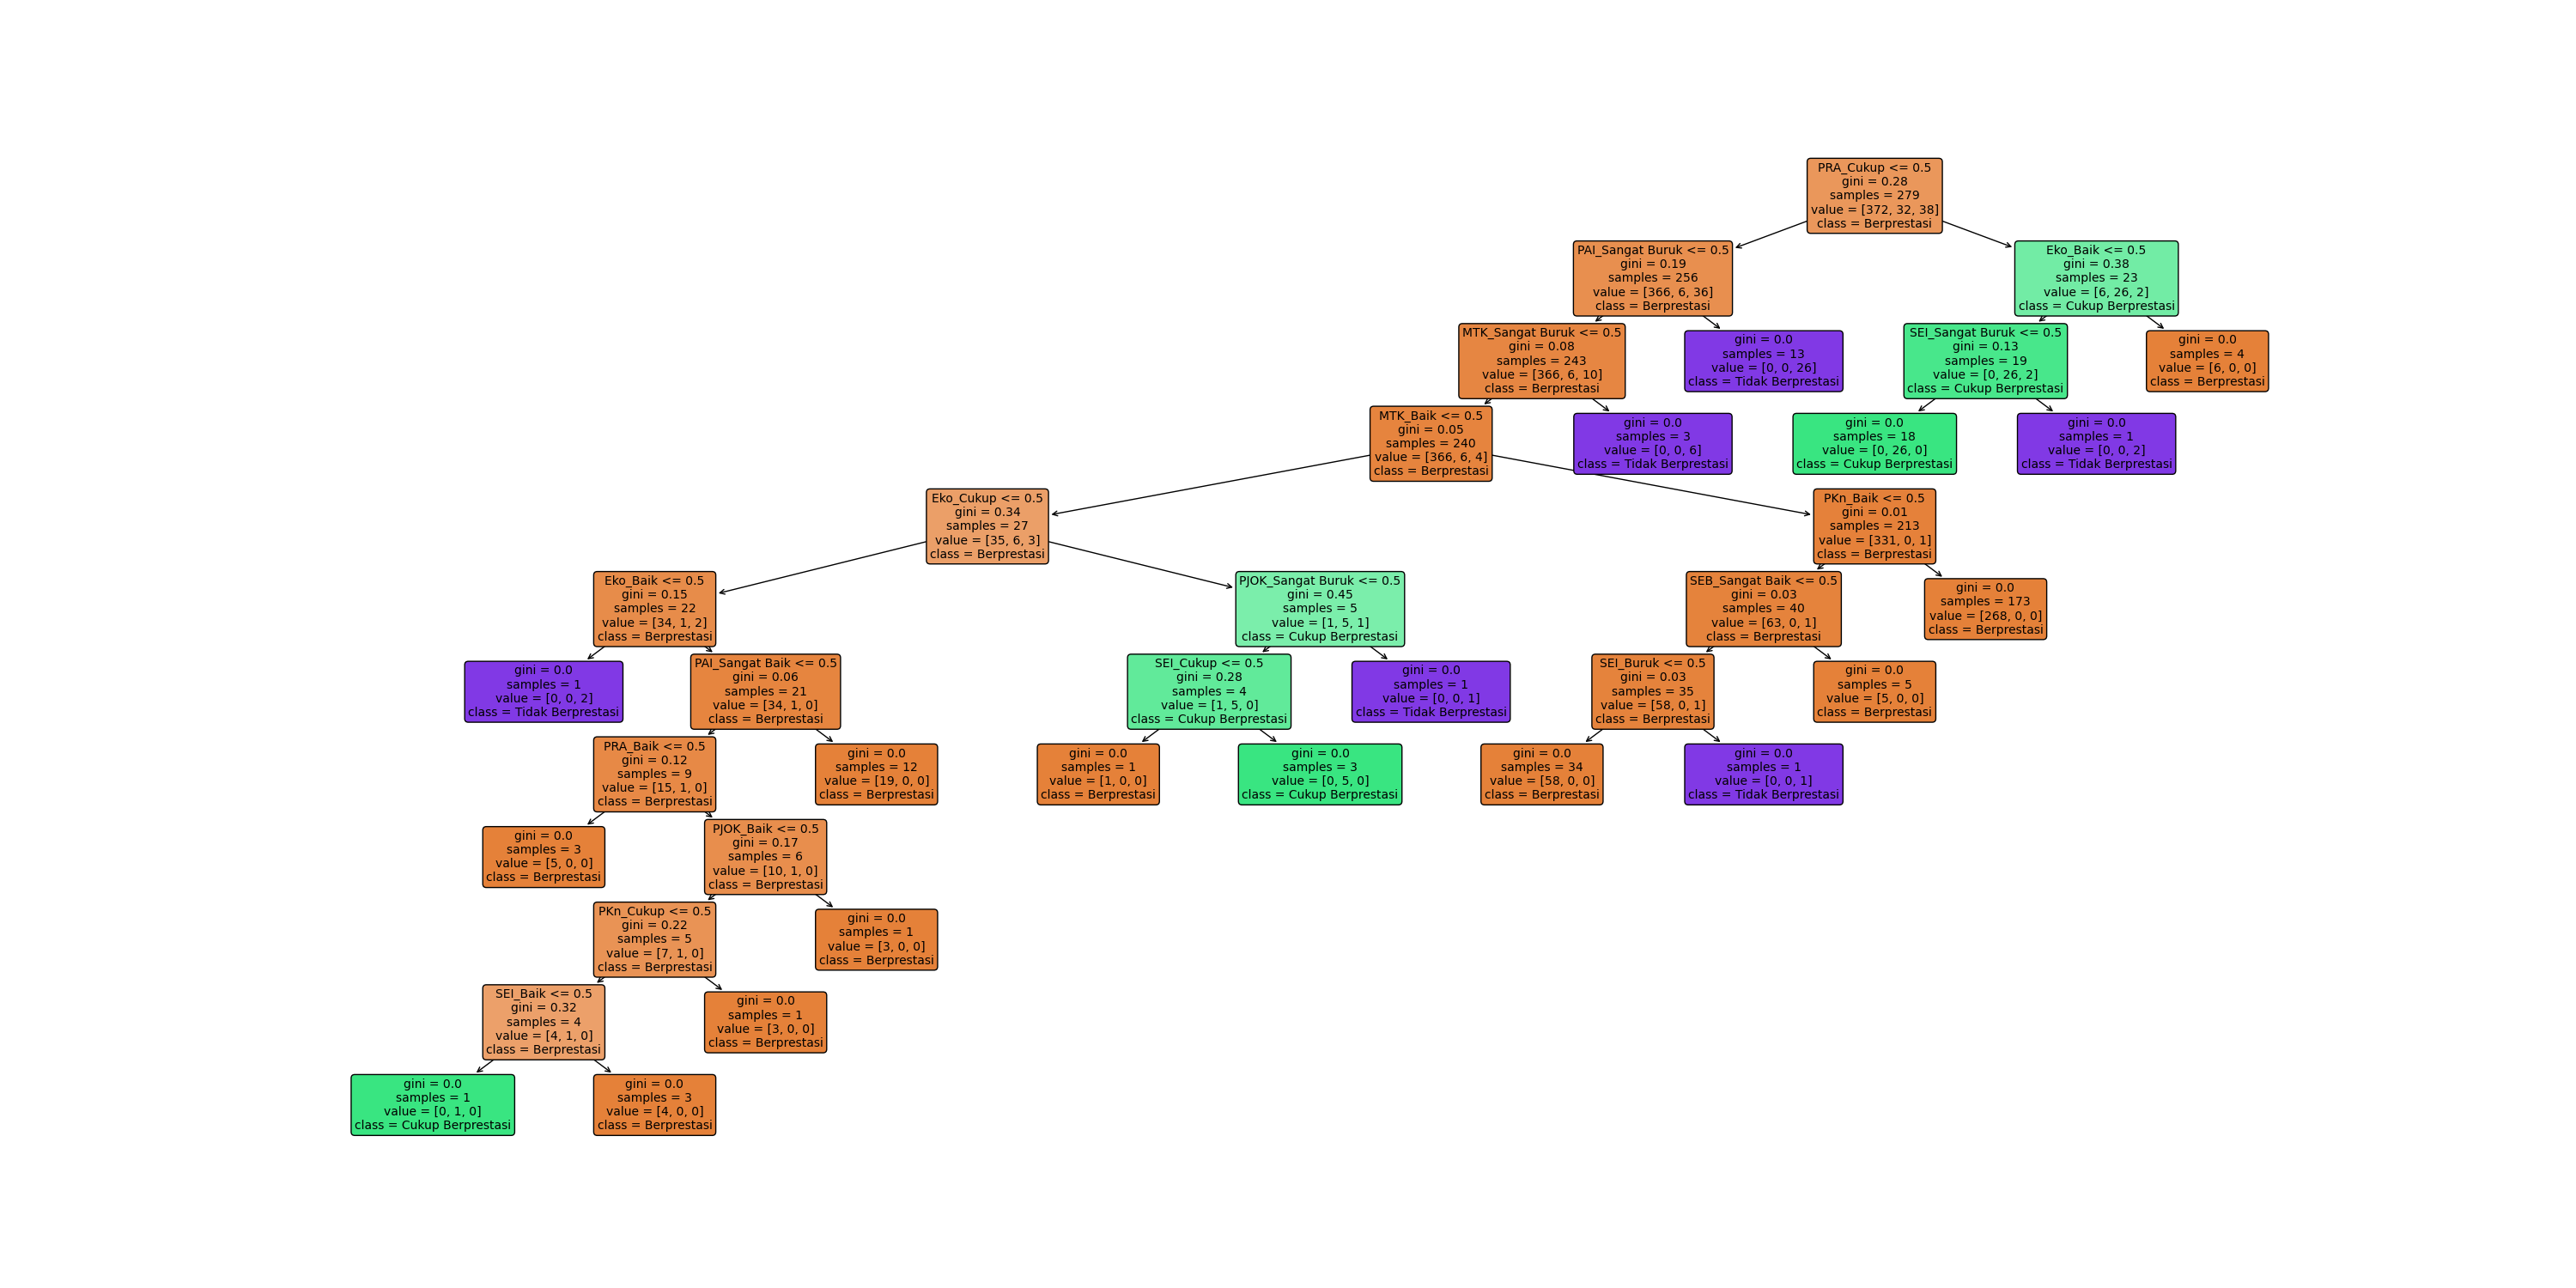 PRA_Cukup <= 0.5
gini = 0.28
samples = 279
value = [372, 32, 38]
class = Berprestasi
PAI_Sangat Buruk <= 0.5
gini = 0.19
samples = 256
value = [366, 6, 36]
class = Berprestasi
Eko_Baik <= 0.5
gini = 0.38
samples = 23
value = [6, 26, 2]
class = Cukup Berprestasi
MTK_Sangat Buruk <= 0.5
gini = 0.08
samples = 243
value = [366, 6, 10]
class = Berprestasi
gini = 0.0
samples = 13
value = [0, 0, 26]
class = Tidak Berprestasi
SEI_Sangat Buruk <= 0.5
gini = 0.13
samples = 19
value = [0, 26, 2]
class = Cukup Berprestasi
gini = 0.0
samples = 4
value = [6, 0, 0]
class = Berprestasi
MTK_Baik <= 0.5
gini = 0.05
samples = 240
value = [366, 6, 4]
class = Berprestasi
gini = 0.0
samples = 3
value = [0, 0, 6]
class = Tidak Berprestasi
gini = 0.0
samples = 18
value = [0, 26, 0]
class = Cukup Berprestasi
gini = 0.0
samples = 1
value = [0, 0, 2]
class = Tidak Berprestasi
Eko_Cukup <= 0.5
gini = 0.34
samples = 27
value = [35, 6, 3]
class = Berprestasi
PKn_Baik <= 0.5
gini = 0.01
samples = 213
value = [331, 0, 1]
class = Berprestasi
Eko_Baik <= 0.5
gini = 0.15
samples = 22
value = [34, 1, 2]
class = Berprestasi
PJOK_Sangat Buruk <= 0.5
gini = 0.45
samples = 5
value = [1, 5, 1]
class = Cukup Berprestasi
SEB_Sangat Baik <= 0.5
gini = 0.03
samples = 40
value = [63, 0, 1]
class = Berprestasi
gini = 0.0
samples = 173
value = [268, 0, 0]
class = Berprestasi
gini = 0.0
samples = 1
value = [0, 0, 2]
class = Tidak Berprestasi
PAI_Sangat Baik <= 0.5
gini = 0.06
samples = 21
value = [34, 1, 0]
class = Berprestasi
SEI_Cukup <= 0.5
gini = 0.28
samples = 4
value = [1, 5, 0]
class = Cukup Berprestasi
gini = 0.0
samples = 1
value = [0, 0, 1]
class = Tidak Berprestasi
SEI_Buruk <= 0.5
gini = 0.03
samples = 35
value = [58, 0, 1]
class = Berprestasi
gini = 0.0
samples = 5
value = [5, 0, 0]
class = Berprestasi
PRA_Baik <= 0.5
gini = 0.12
samples = 9
value = [15, 1, 0]
class = Berprestasi
gini = 0.0
samples = 12
value = [19, 0, 0]
class = Berprestasi
gini = 0.0
samples = 1
value = [1, 0, 0]
class = Berprestasi
gini = 0.0
samples = 3
value = [0, 5, 0]
class = Cukup Berprestasi
gini = 0.0
samples = 34
value = [58, 0, 0]
class = Berprestasi
gini = 0.0
samples = 1
value = [0, 0, 1]
class = Tidak Berprestasi
gini = 0.0
samples = 3
value = [5, 0, 0]
class = Berprestasi
PJOK_Baik <= 0.5
gini = 0.17
samples = 6
value = [10, 1, 0]
class = Berprestasi
PKn_Cukup <= 0.5
gini = 0.22
samples = 5
value = [7, 1, 0]
class = Berprestasi
gini = 0.0
samples = 1
value = [3, 0, 0]
class = Berprestasi
SEI_Baik <= 0.5
gini = 0.32
samples = 4
value = [4, 1, 0]
class = Berprestasi
gini = 0.0
samples = 1
value = [3, 0, 0]
class = Berprestasi
gini = 0.0
samples = 1
value = [0, 1, 0]
class = Cukup Berprestasi
gini = 0.0
samples = 3
value = [4, 0, 0]
class = Berprestasi